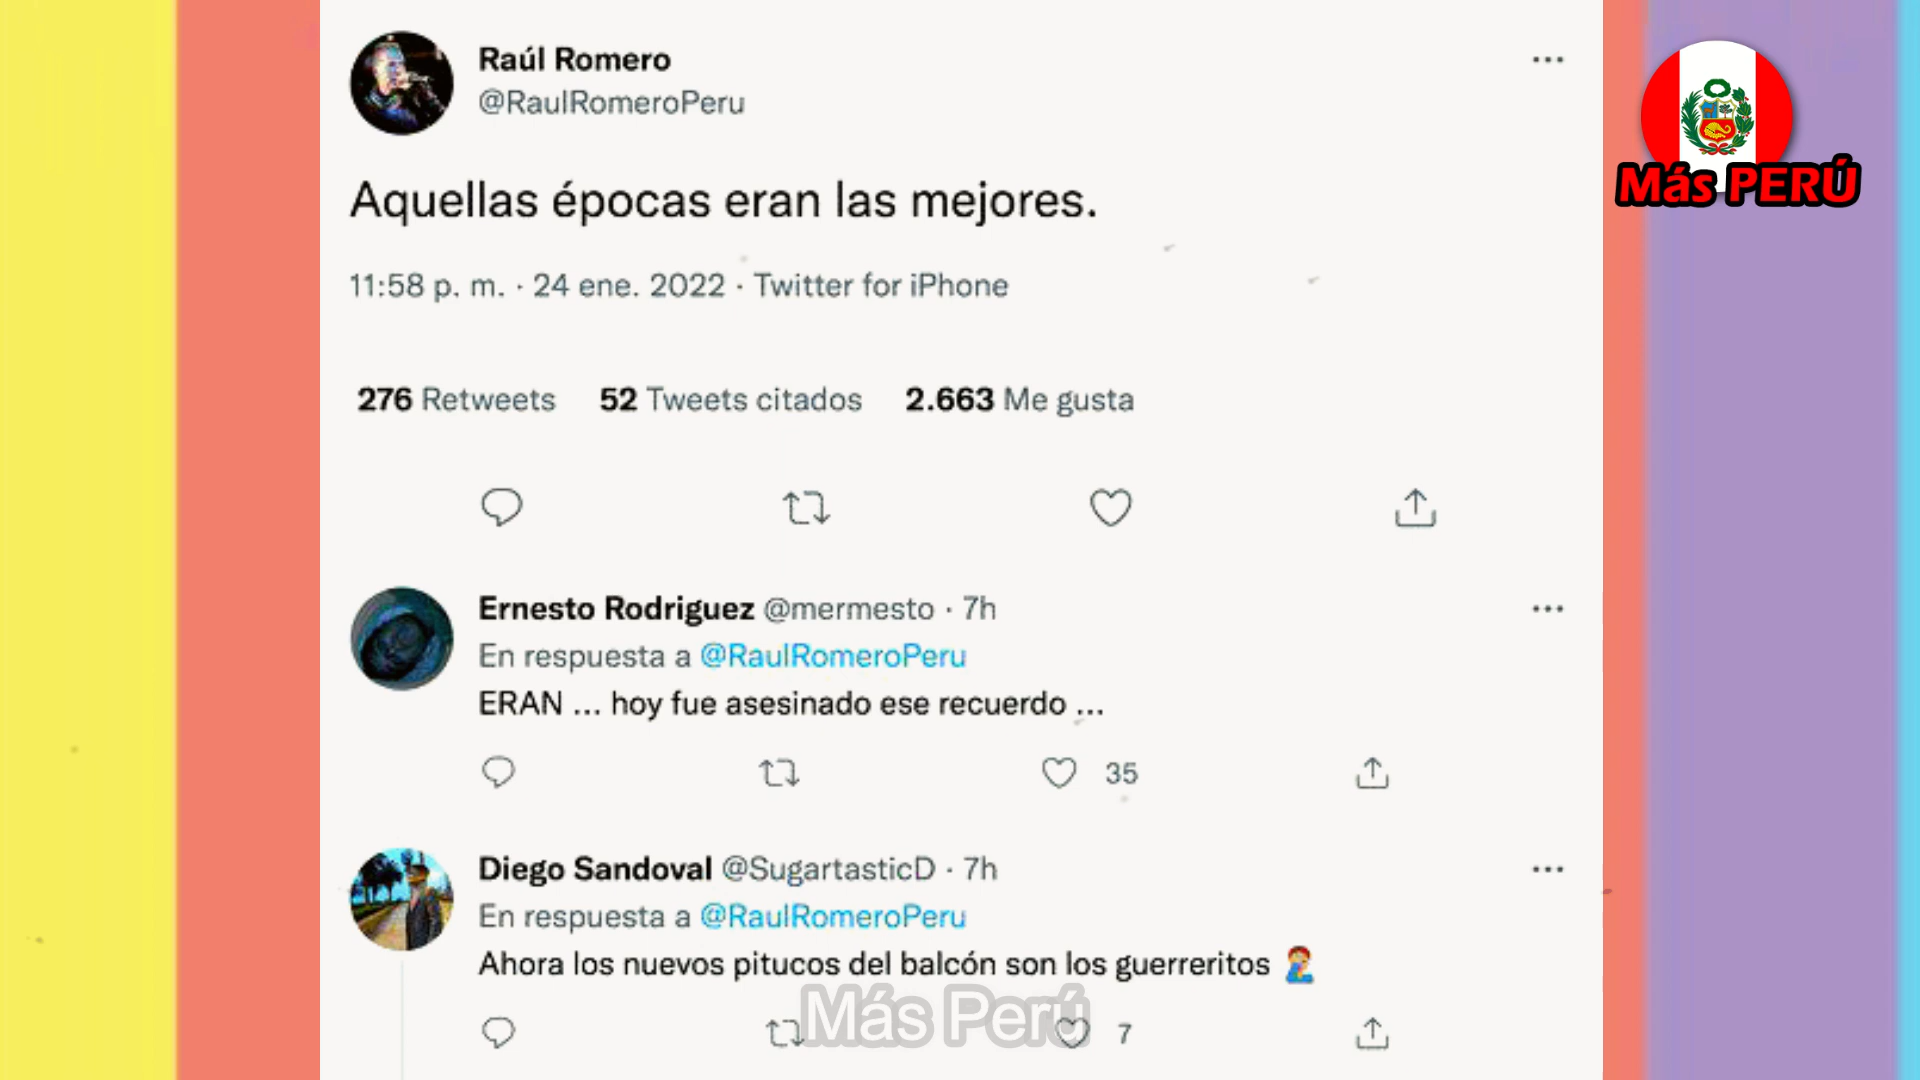 Raúl Romero
@RaulRomeroPeru
Más PERÚ
Aquellas épocas eran las mejores.
11:58 p. m. · 24 ene. 2022 · Twitter for iPhone
276 Retweets 52 Tweets citados 2.663 Me gusta
Ernesto Rodriguez @mermesto · 7h
En respuesta a @RaulRomeroPeru
ERAN ... hoy fue asesinado ese recuerdo ...
35
Diego Sandoval @SugartasticD · 7h
En respuesta a @RaulRomeroPeru
Ahora los nuevos pitucos del balcón son los guerreritos 🤦‍♂️
Más Perú
7